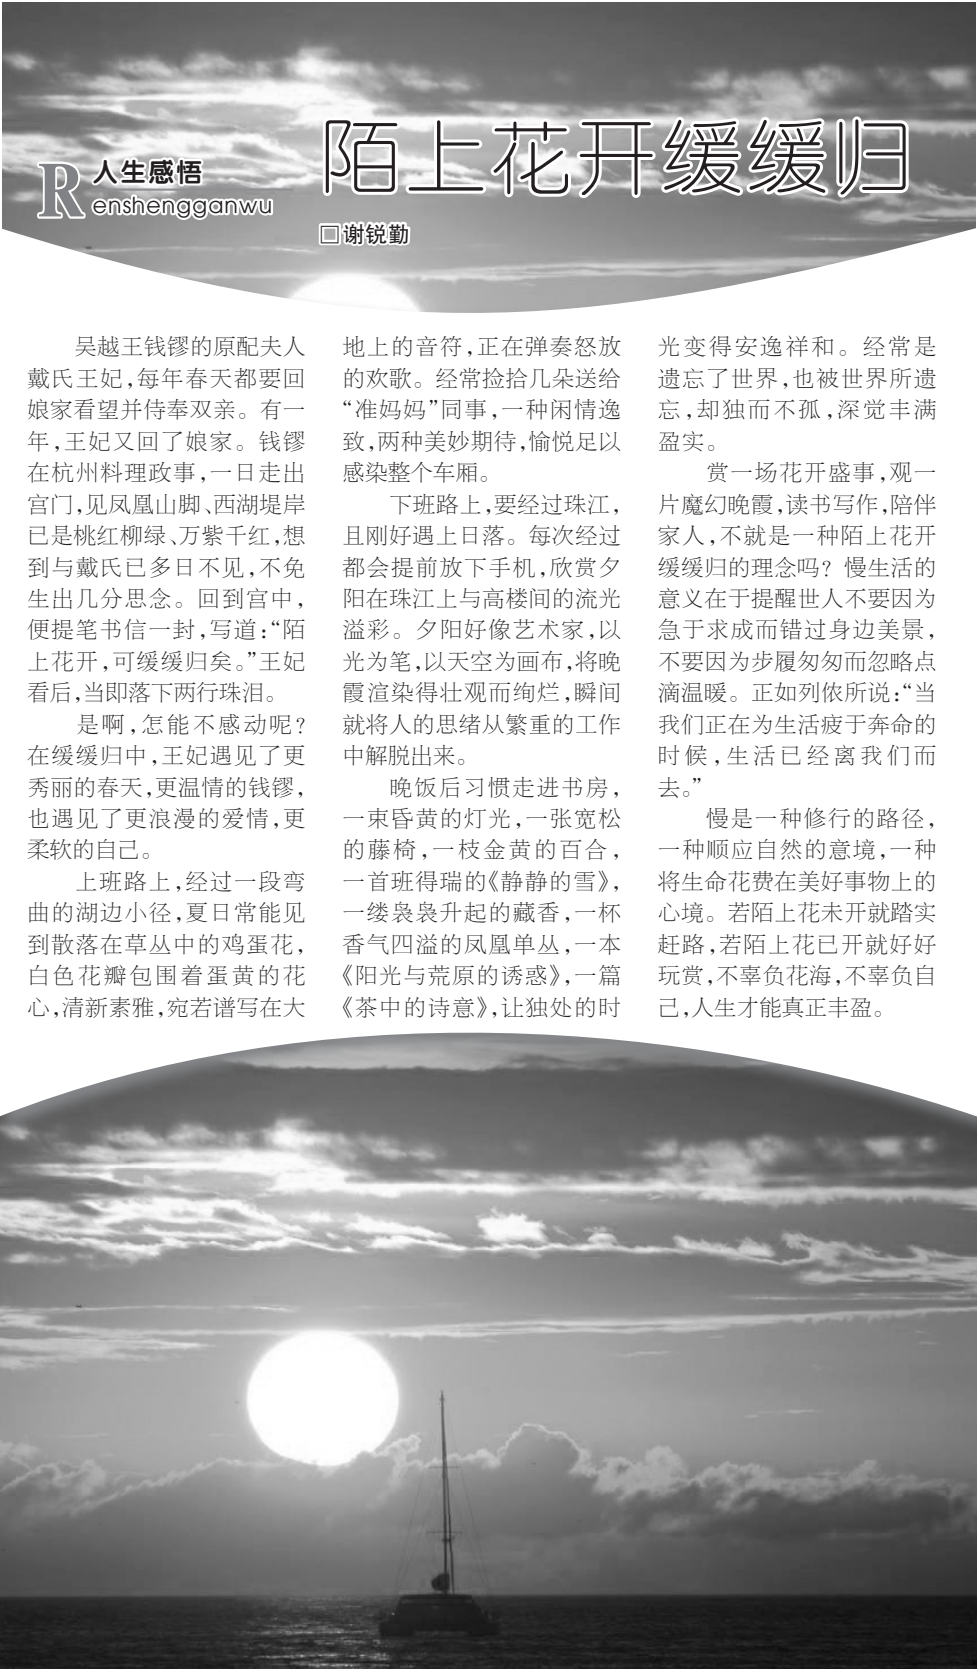 人生感悟
Renshengganwu
陌上花开缓缓归
□谢锐勤
吴越王钱镠的原配夫人
戴氏王妃,每年春天都要回
娘家看望并侍奉双亲。有一
年,王妃又回了娘家。钱镠
在杭州料理政事,一日走出
宫门,见凤凰山脚、西湖堤岸
已是桃红柳绿、万紫千红,想
到与戴氏已多日不见,不免
生出几分思念。回到宫中,
便提笔书信一封,写道:“陌
上花开,可缓缓归矣。”王妃
看后,当即落下两行珠泪。
是啊,怎能不感动呢?
在缓缓归中,王妃遇见了更
秀丽的春天,更温情的钱镠,
也遇见了更浪漫的爱情,更
柔软的自己。
上班路上,经过一段弯
曲的湖边小径,夏日常能见
到散落在草丛中的鸡蛋花,
白色花瓣包围着蛋黄的花
心,清新素雅,宛若谱写在大
地上的音符,正在弹奏怒放
的欢歌。经常捡拾几朵送给
“准妈妈”同事,一种闲情逸
致,两种美妙期待,愉悦足以
感染整个车厢。
下班路上,要经过珠江,
且刚好遇上日落。每次经过
都会提前放下手机,欣赏夕
阳在珠江上与高楼间的流光
溢彩。夕阳好像艺术家,以
光为笔,以天空为画布,将晚
霞渲染得壮观而绚烂,瞬间
就将人的思绪从繁重的工作
中解脱出来。
晚饭后习惯走进书房,
一束昏黄的灯光,一张宽松
的藤椅,一枝金黄的百合,
一首班得瑞的《静静的雪》,
一缕袅袅升起的藏香,一杯
香气四溢的凤凰单丛,一本
《阳光与荒原的诱惑》,一篇
《茶中的诗意》,让独处的时
光变得安逸祥和。经常是
遗忘了世界,也被世界所遗
忘,却独而不孤,深觉丰满
盈实。
赏一场花开盛事,观一
片魔幻晚霞,读书写作,陪伴
家人,不就是一种陌上花开
缓缓归的理念吗?慢生活的
意义在于提醒世人不要因为
急于求成而错过身边美景,
不要因为步履匆匆而忽略点
滴温暖。正如列侬所说:“当
我们正在为生活疲于奔命的
时候,生活已经离我们而
去。”
慢是一种修行的路径,
一种顺应自然的意境,一种
将生命花费在美好事物上的
心境。若陌上花未开就踏实
赶路,若陌上花已开就好好
玩赏,不辜负花海,不辜负自
己,人生才能真正丰盈。